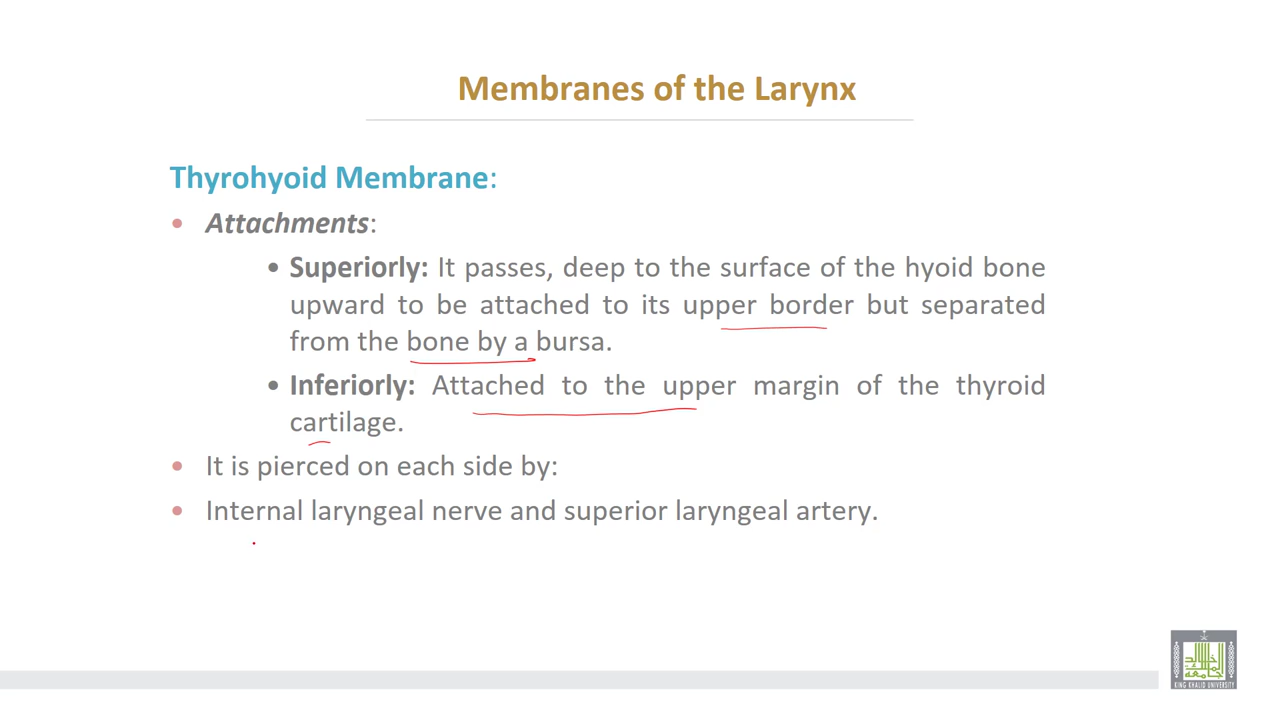 Membranes of the Larynx
Thyrohyoid Membrane:
• Attachments:
• Superiorly: It passes, deep to the surface of the hyoid bone
upward to be attached to its upper border but separated
from the bone by a bursa.
• Inferiorly: Attached to the upper margin of the thyroid
cartilage.
• It is pierced on each side by:
• Internal laryngeal nerve and superior laryngeal artery.
KING KHALID UNIVERSITY